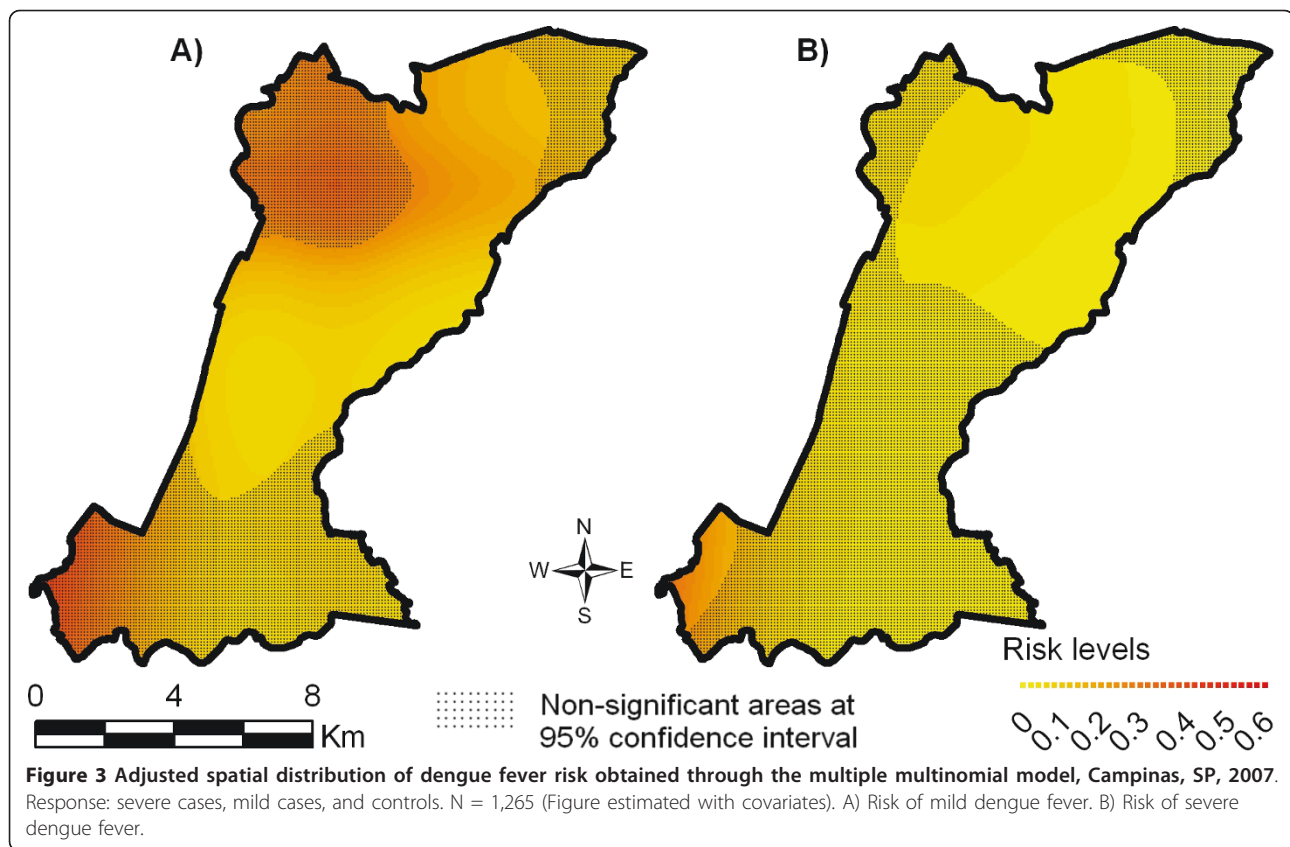 A)
B)
N
W E
S
Risk levels
0 4 8
Km
Non-significant areas at
95% confidence interval
0 0.1 0.2 0.3 0.4 0.5 0.6
Figure 3 Adjusted spatial distribution of dengue fever risk obtained through the multiple multinomial model, Campinas, SP, 2007.
Response: severe cases, mild cases, and controls. N = 1,265 (Figure estimated with covariates). A) Risk of mild dengue fever. B) Risk of severe
dengue fever.